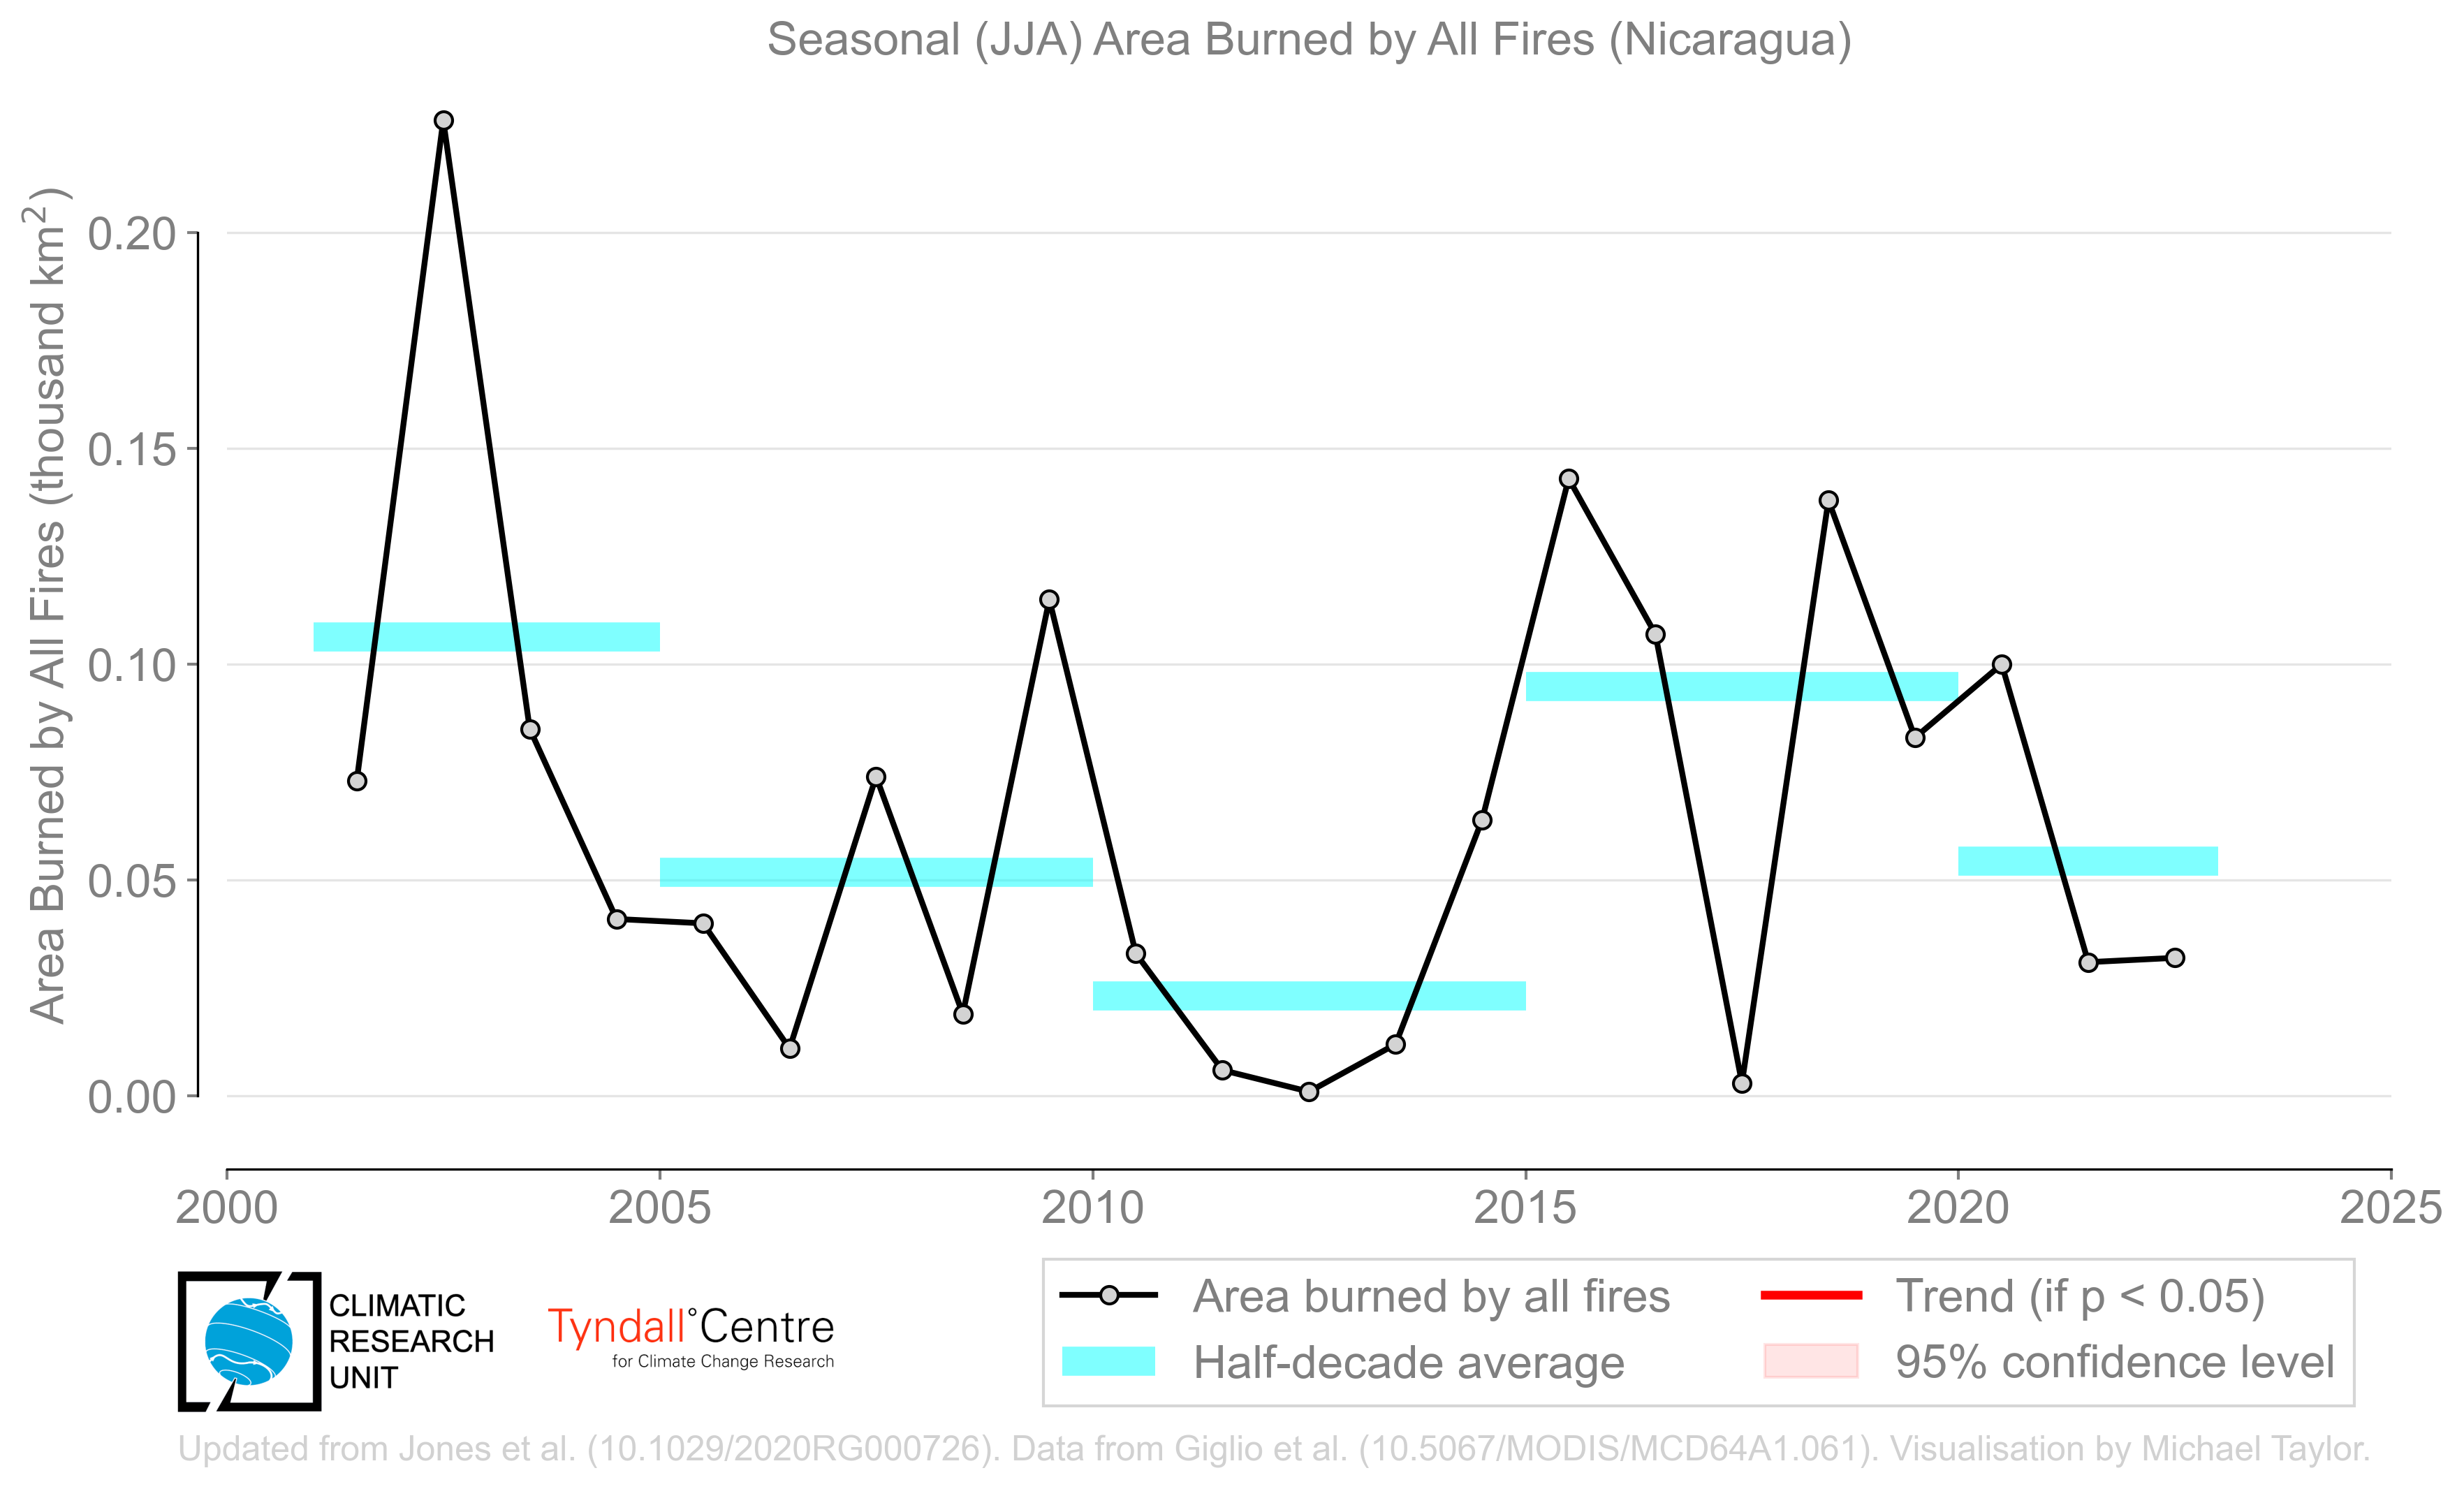 Seasonal (JJA) Area Burned by All Fires (Nicaragua)
Area Burned by All Fires (thousand km²)
0.20
0.15
0.10
0.05
0.00
2000 2005 2010 2015 2020 2025
CLIMATIC
RESEARCH
UNIT
Tyndall°Centre
for Climate Change Research
Area burned by all fires
Half-decade average
Trend (if p < 0.05)
95% confidence level
Updated from Jones et al. (10.1029/2020RG000726). Data from Giglio et al. (10.5067/MODIS/MCD64A1.061). Visualisation by Michael Taylor.